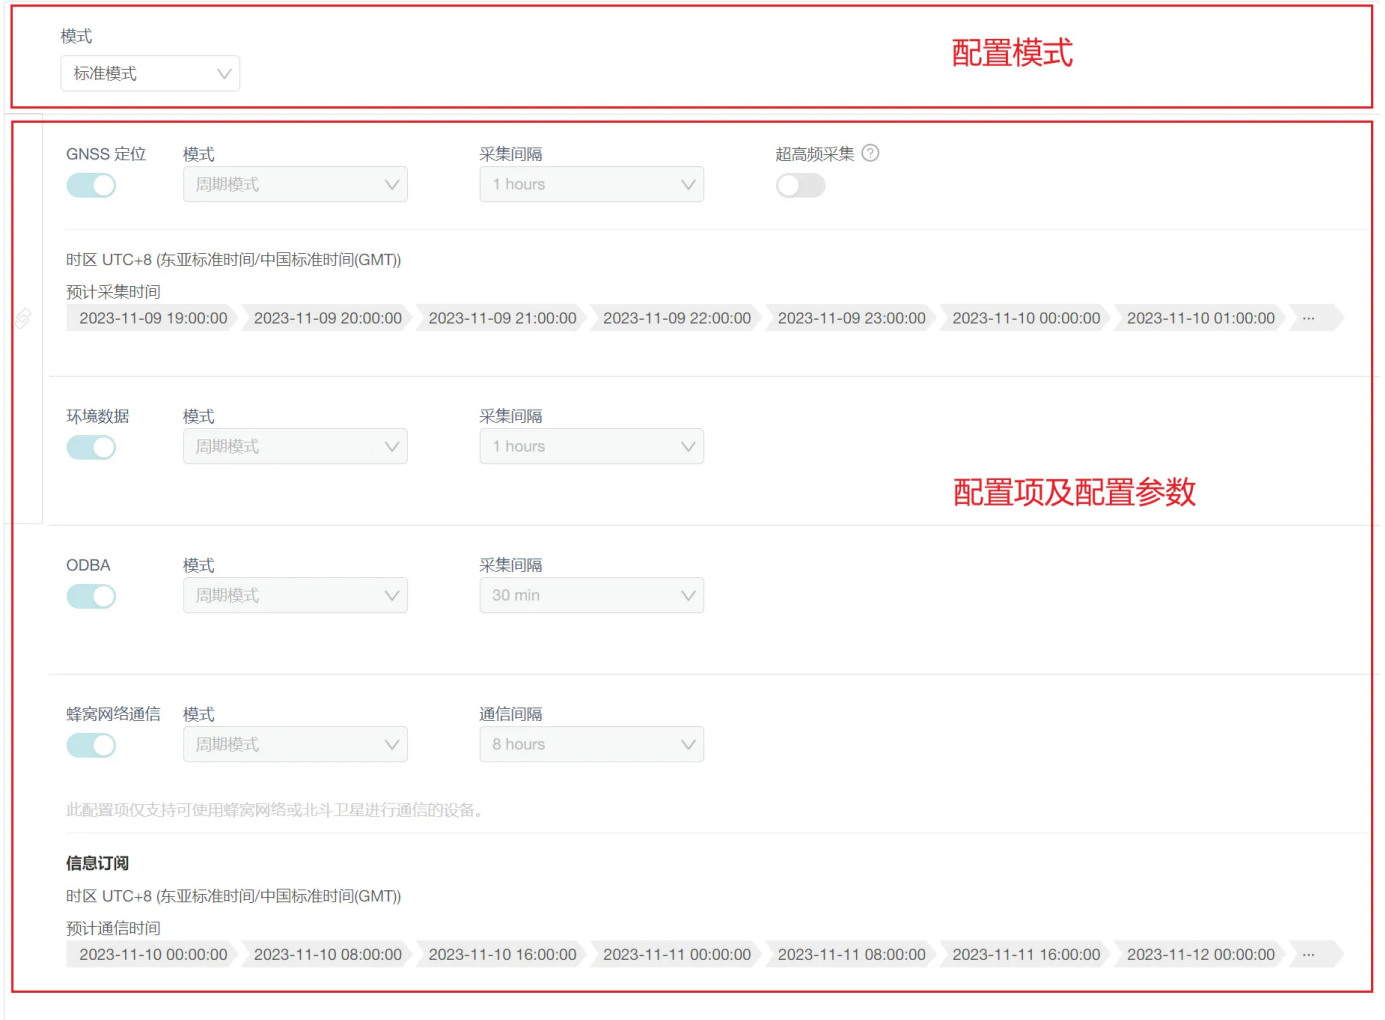 模式
标准模式
配置模式
GNSS 定位 模式 采集间隔 超高频采集 ?
周期模式 1 hours
时区 UTC+8 (东亚标准时间/中国标准时间(GMT))
预计采集时间
2023-11-09 19:00:00 2023-11-09 20:00:00 2023-11-09 21:00:00 2023-11-09 22:00:00 2023-11-09 23:00:00 2023-11-10 00:00:00 2023-11-10 01:00:00 ···
环境数据 模式 采集间隔
周期模式 1 hours
配置项及配置参数
ODBA 模式 采集间隔
周期模式 30 min
蜂窝网络通信 模式 通信间隔
周期模式 8 hours
此配置项仅支持可使用蜂窝网络或北斗卫星进行通信的设备。
信息订阅
时区 UTC+8 (东亚标准时间/中国标准时间(GMT))
预计通信时间
2023-11-10 00:00:00 2023-11-10 08:00:00 2023-11-10 16:00:00 2023-11-11 00:00:00 2023-11-11 08:00:00 2023-11-11 16:00:00 2023-11-12 00:00:00 ···